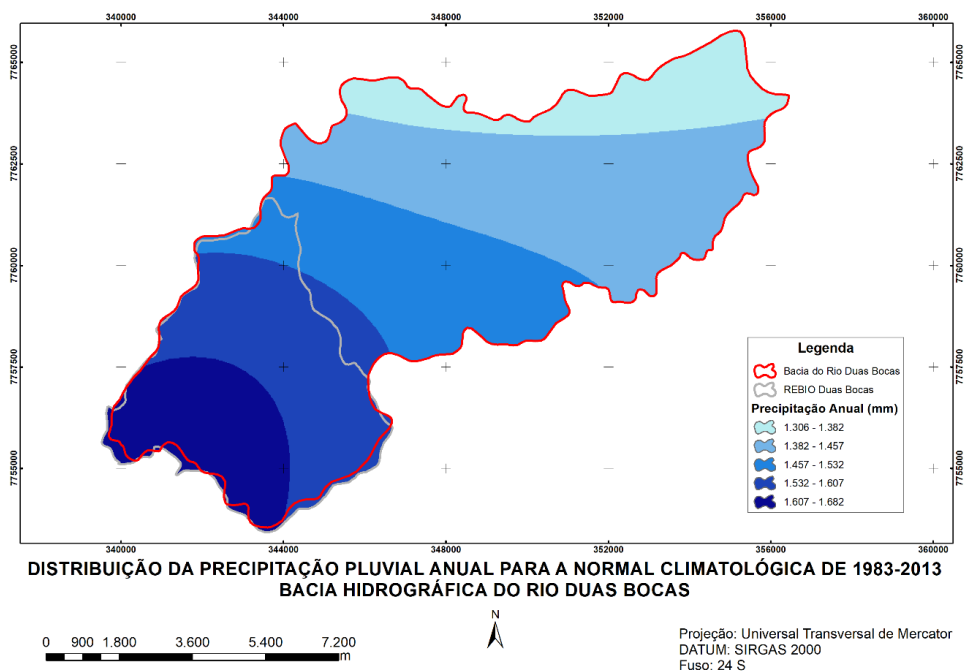 340000 344000 348000 352000 356000 360000
7765000 7765000
7762500 7762500
7760000 7760000
7757500 7757500
7755000 7755000
Legenda
Bacia do Rio Duas Bocas
REBIO Duas Bocas
Precipitação Anual (mm)
1.306 - 1.382
1.382 - 1.457
1.457 - 1.532
1.532 - 1.607
1.607 - 1.682
340000 344000 348000 352000 356000 360000
DISTRIBUIÇÃO DA PRECIPITAÇÃO PLUVIAL ANUAL PARA A NORMAL CLIMATOLÓGICA DE 1983-2013
BACIA HIDROGRÁFICA DO RIO DUAS BOCAS
N
0 900 1.800 3.600 5.400 7.200
m
Projeção: Universal Transversal de Mercator
DATUM: SIRGAS 2000
Fuso: 24 S